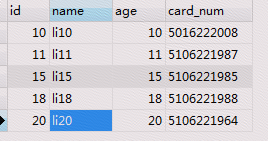 id name age card_num
10 li10 10 5016222008
11 li11 11 5106221987
15 li15 15 5106221985
18 li18 18 5106221988
20 li20 20 5106221964